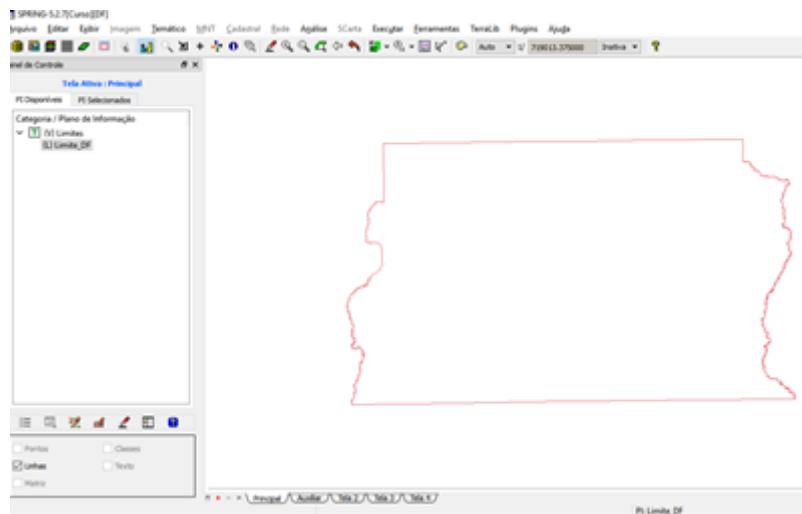 SPRING-5.2.7[Curso][DF]
Arquivo Editar Exibir Imagem Temático MNT Cadastral Rede Análise SCarta Executar Ferramentas TerraLib Plugins Ajuda
Auto 1/ Inativa
Painel de Controle
Tela Ativa : Principal
PI Disponíveis PI Selecionados
Categoria / Plano de Informação
(V) Limites
(L) Limite_DF
Pontos Classes
Linhas Texto
Matriz
Principal Auxiliar Tela 2 Tela 3 Tela 4
PI: Limite_DF